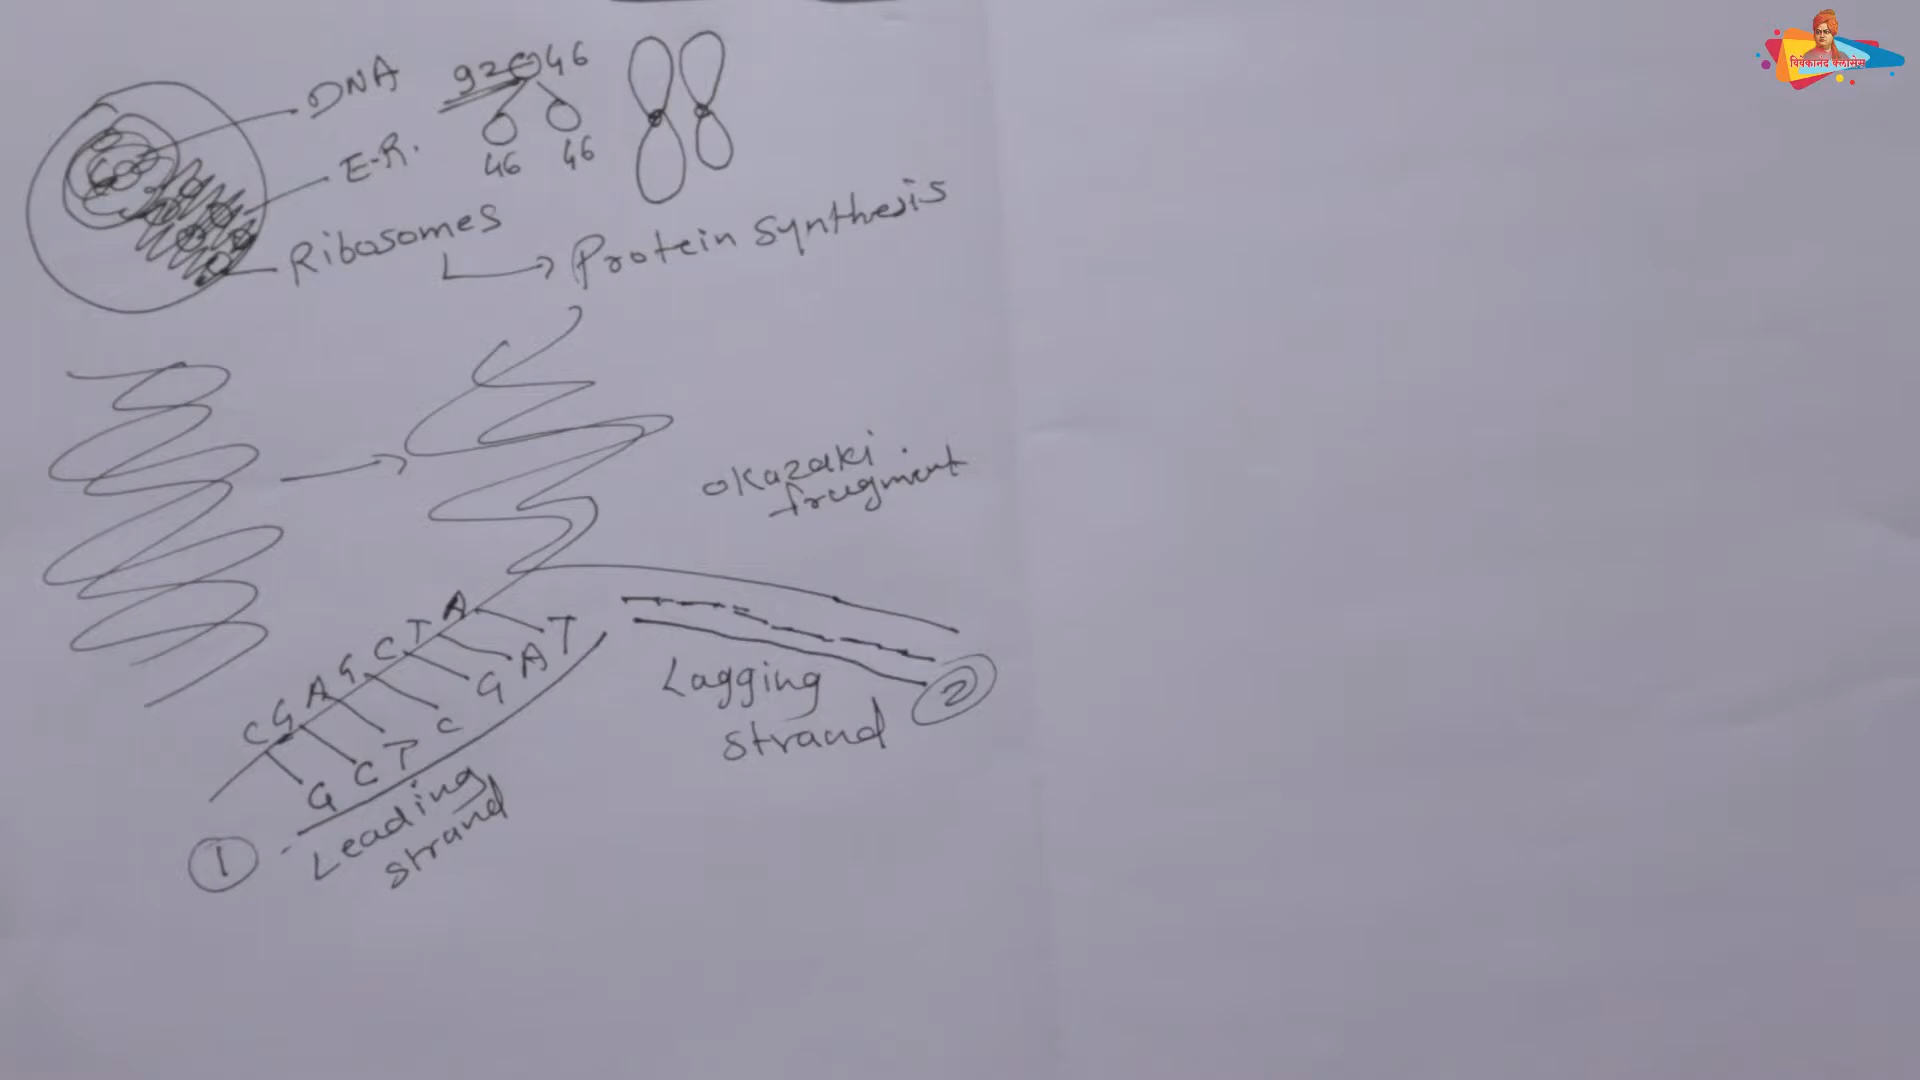 DNA
92 46
46 46
E.R.
Ribosomes
Protein synthesis
okazaki
fragment
C G A G C T A
G C T C G A T
Leading
strand
1
Lagging
strand
2
विवेकानंद क्लासेस